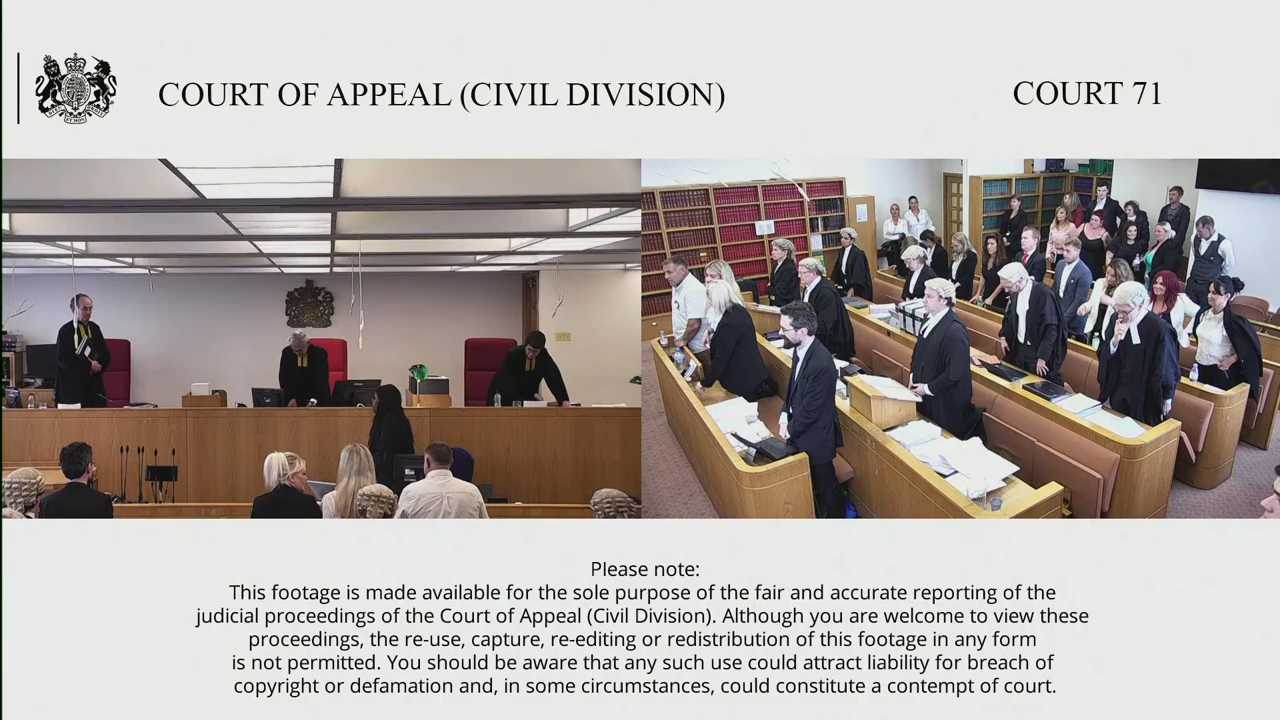 COURT OF APPEAL (CIVIL DIVISION)
COURT 71
Please note:
This footage is made available for the sole purpose of the fair and accurate reporting of the
judicial proceedings of the Court of Appeal (Civil Division). Although you are welcome to view these
proceedings, the re-use, capture, re-editing or redistribution of this footage in any form
is not permitted. You should be aware that any such use could attract liability for breach of
copyright or defamation and, in some circumstances, could constitute a contempt of court.